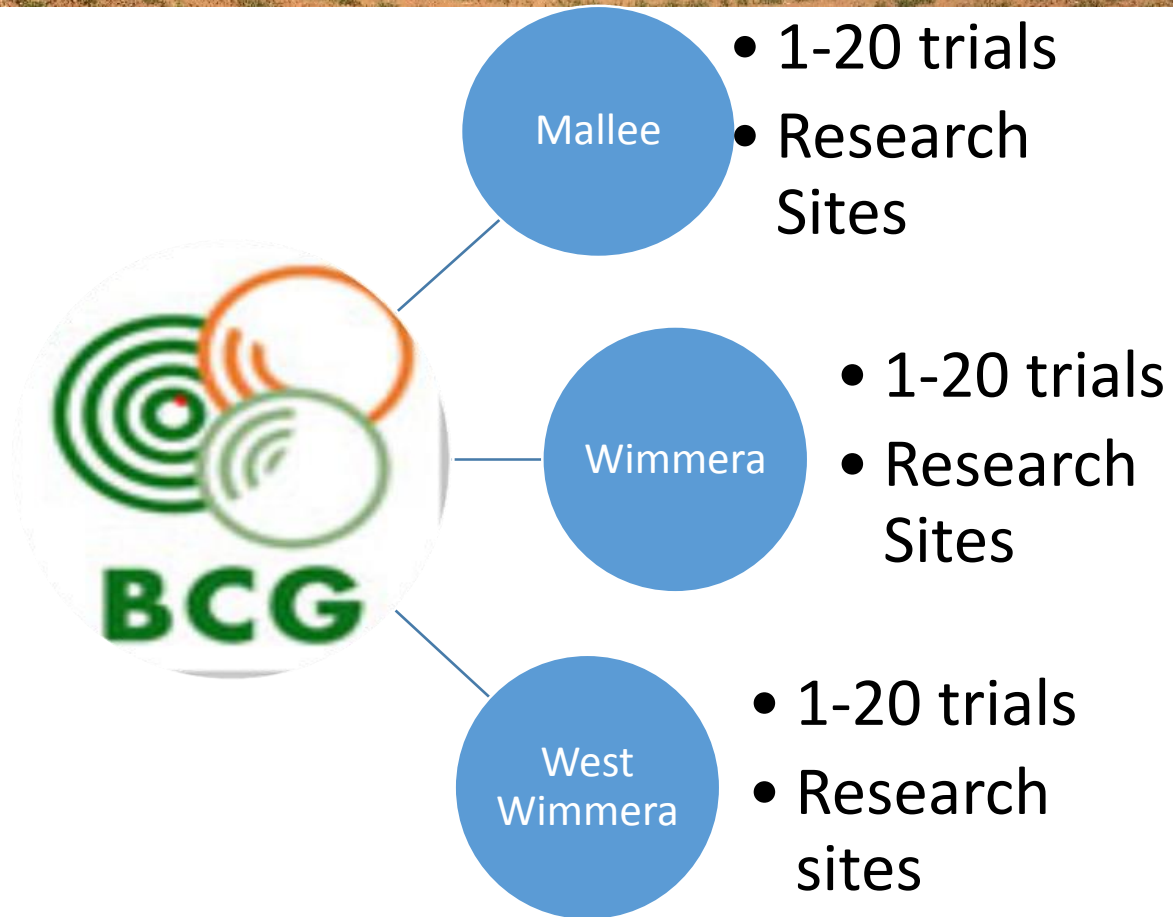 Mallee
• 1-20 trials
• Research
Sites
BCG
Wimmera
• 1-20 trials
• Research
Sites
West
Wimmera
• 1-20 trials
• Research
sites